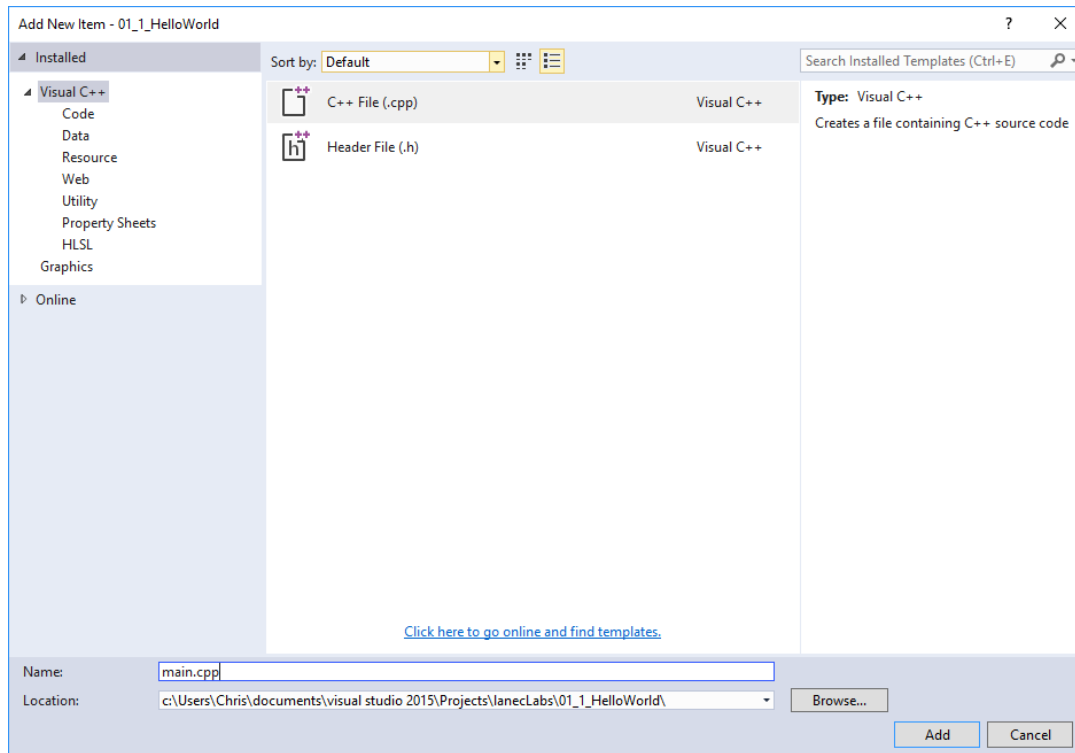 Add New Item - 01_1_HelloWorld
?
Installed
Sort by: Default
Search Installed Templates (Ctrl+E)
Visual C++
Code
Data
Resource
Web
Utility
Property Sheets
HLSL
Graphics
Online
C++ File (.cpp) Visual C++
Header File (.h) Visual C++
Type: Visual C++
Creates a file containing C++ source code
Click here to go online and find templates.
Name: main.cpp
Location: c:\Users\Chris\documents\visual studio 2015\Projects\lanecLabs\01_1_HelloWorld\
Browse...
Add Cancel